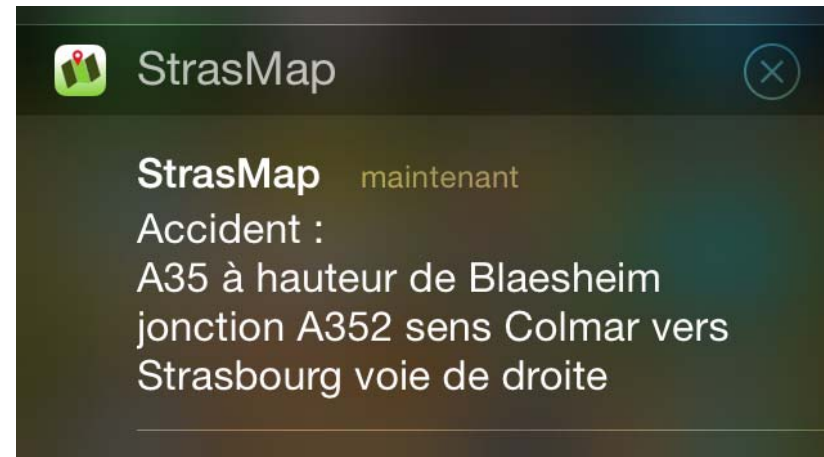 StrasMap
StrasMap maintenant
Accident :
A35 à hauteur de Blaesheim
jonction A352 sens Colmar vers
Strasbourg voie de droite